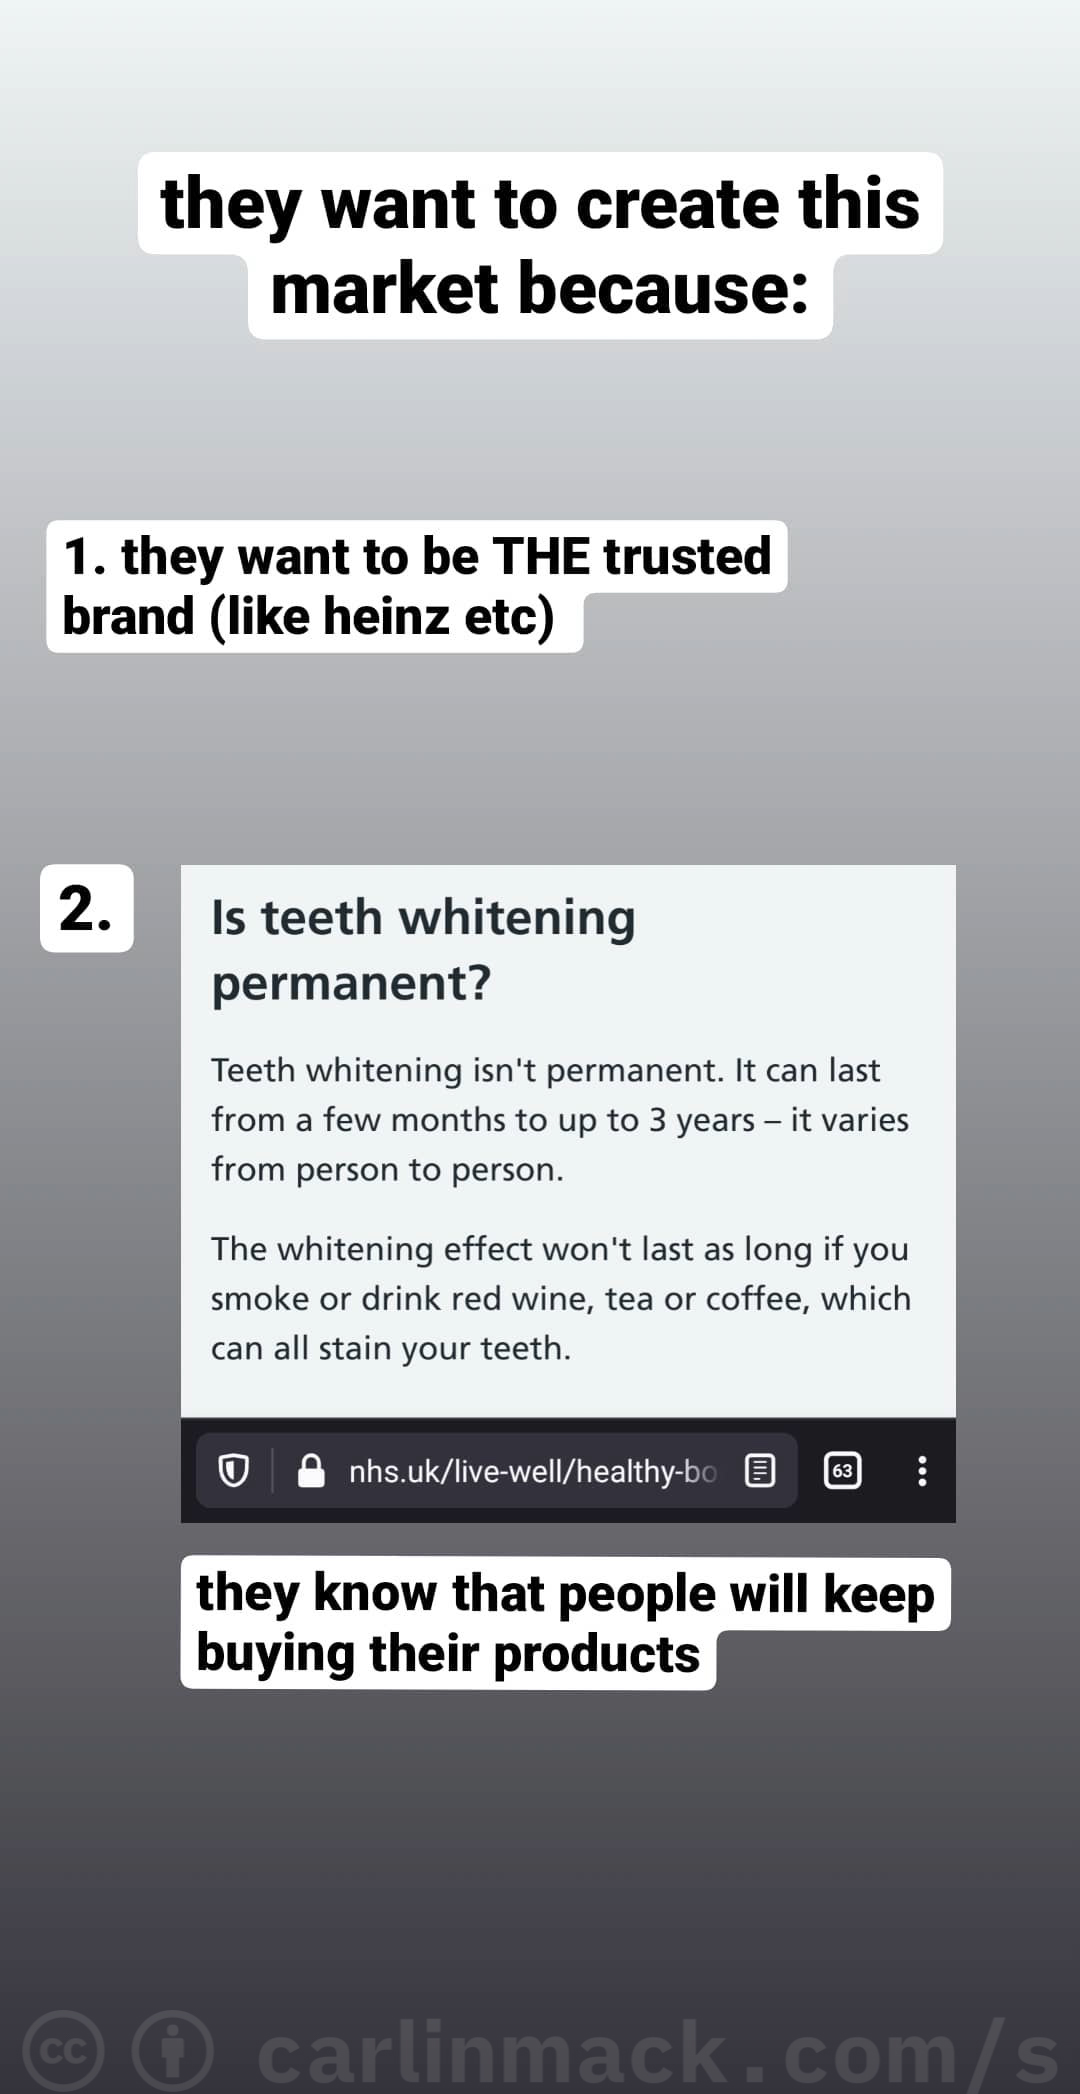 they want to create this
market because:
1. they want to be THE trusted
brand (like heinz etc)
2.
Is teeth whitening
permanent?
Teeth whitening isn't permanent. It can last
from a few months to up to 3 years – it varies
from person to person.
The whitening effect won't last as long if you
smoke or drink red wine, tea or coffee, which
can all stain your teeth.
nhs.uk/live-well/healthy-bo
63
they know that people will keep
buying their products
cc carlinmack.com/s